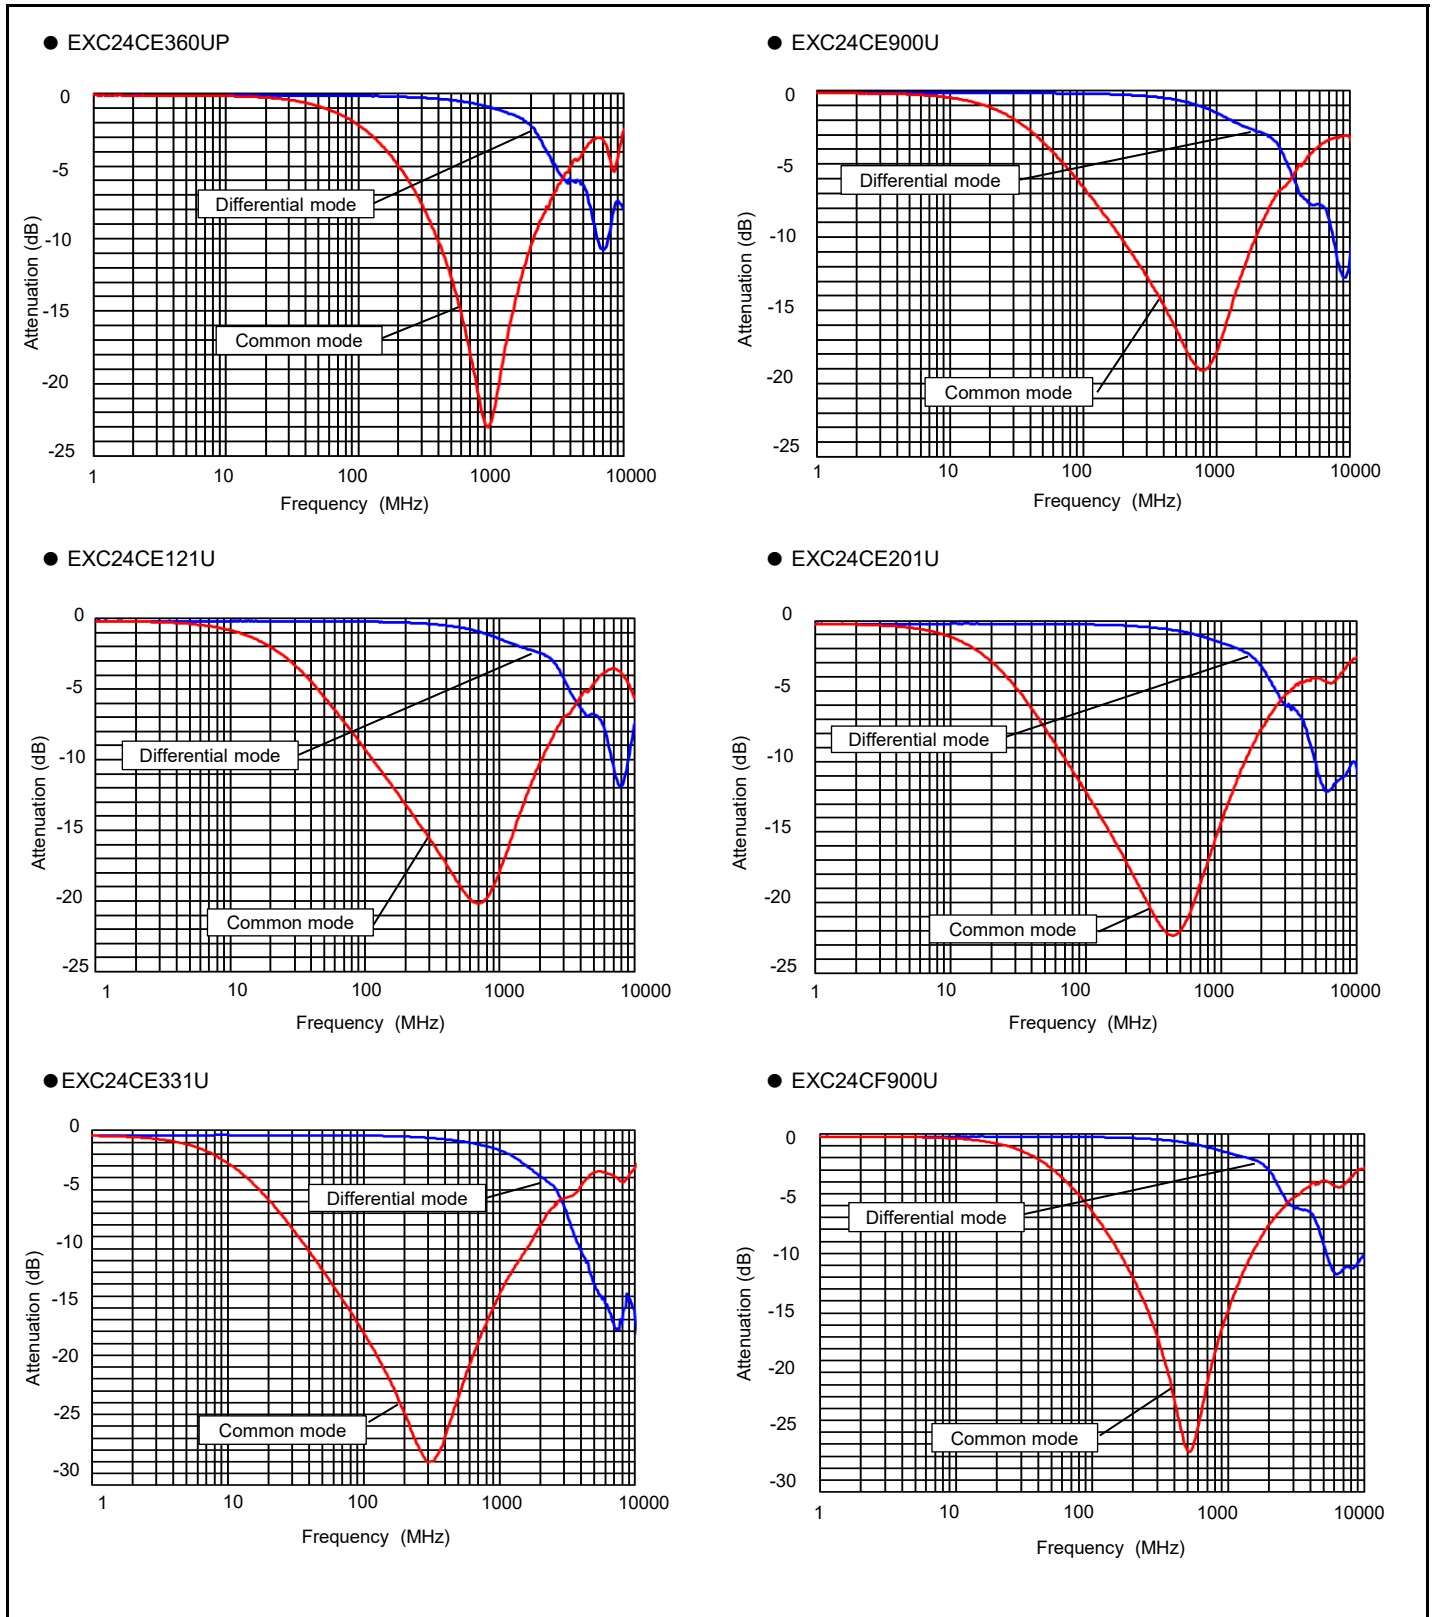 ● EXC24CE360UP
0
-5
-10
-15
-20
-25
Attenuation (dB)
Differential mode
Common mode
1 10 100 1000 10000
Frequency (MHz)
● EXC24CE900U
0
-5
-10
-15
-20
-25
Attenuation (dB)
Differential mode
Common mode
1 10 100 1000 10000
Frequency (MHz)
● EXC24CE121U
0
-5
-10
-15
-20
-25
Attenuation (dB)
Differential mode
Common mode
1 10 100 1000 10000
Frequency (MHz)
● EXC24CE201U
0
-5
-10
-15
-20
-25
Attenuation (dB)
Differential mode
Common mode
1 10 100 1000 10000
Frequency (MHz)
● EXC24CE331U
0
-5
-10
-15
-20
-25
-30
Attenuation (dB)
Differential mode
Common mode
1 10 100 1000 10000
Frequency (MHz)
● EXC24CF900U
0
-5
-10
-15
-20
-25
-30
Attenuation (dB)
Differential mode
Common mode
1 10 100 1000 10000
Frequency (MHz)